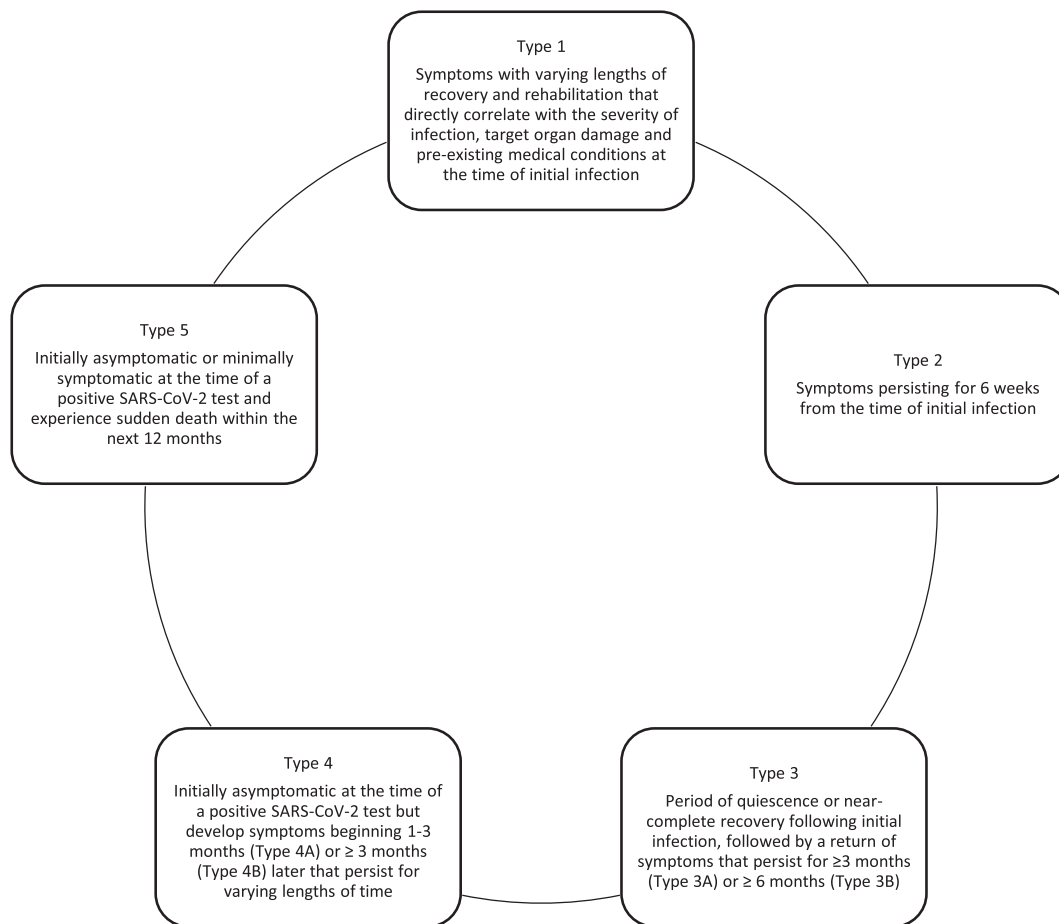 Type 1
Symptoms with varying lengths of
recovery and rehabilitation that
directly correlate with the severity of
infection, target organ damage and
pre-existing medical conditions at
the time of initial infection
Type 2
Symptoms persisting for 6 weeks
from the time of initial infection
Type 3
Period of quiescence or near-
complete recovery following initial
infection, followed by a return of
symptoms that persist for ≥3 months
(Type 3A) or ≥ 6 months (Type 3B)
Type 4
Initially asymptomatic at the time of
a positive SARS-CoV-2 test but
develop symptoms beginning 1-3
months (Type 4A) or ≥ 3 months
(Type 4B) later that persist for
varying lengths of time
Type 5
Initially asymptomatic or minimally
symptomatic at the time of a
positive SARS-CoV-2 test and
experience sudden death within the
next 12 months